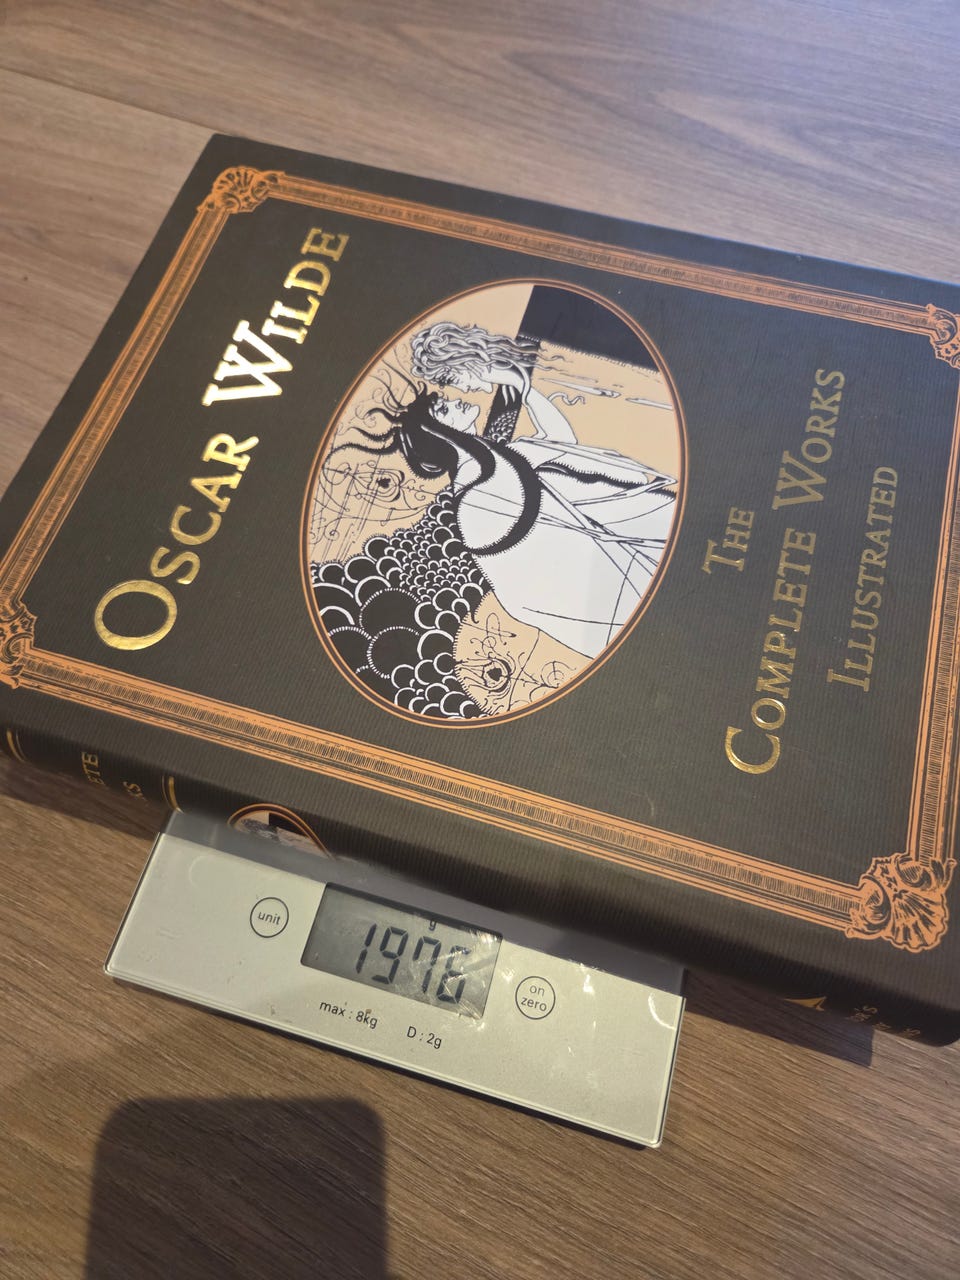 OSCAR WILDE
THE
COMPLETE WORKS
ILLUSTRATED
unit
g
1976
on
zero
max : 8kg
D : 2g